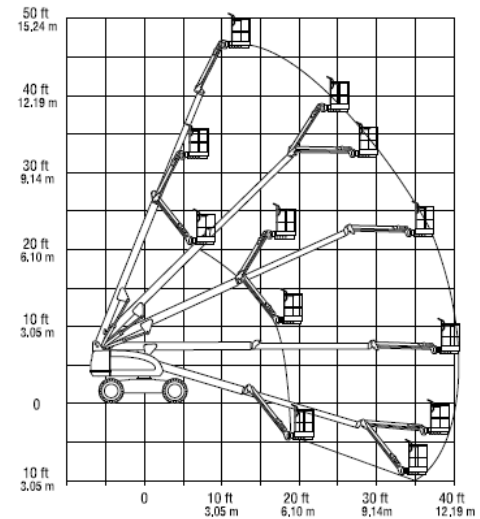 50 ft
15,24 m
40 ft
12,19 m
30 ft
9,14 m
20 ft
6,10 m
10 ft
3,05 m
0
10 ft
3.05 m
0
10 ft
3,05 m
20 ft
6,10 m
30 ft
9,14m
40 ft
12,19 m